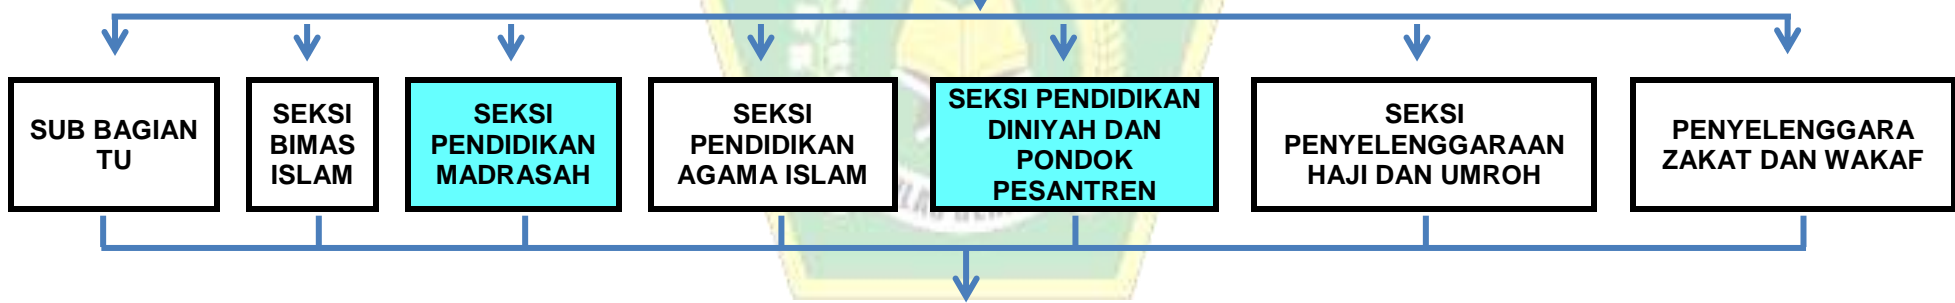 SUB BAGIAN
TU
SEKSI
BIMAS
ISLAM
SEKSI
PENDIDIKAN
MADRASAH
SEKSI
PENDIDIKAN
AGAMA ISLAM
SEKSI PENDIDIKAN
DINIYAH DAN
PONDOK
PESANTREN
SEKSI
PENYELENGGARAAN
HAJI DAN UMROH
PENYELENGGARA
ZAKAT DAN WAKAF